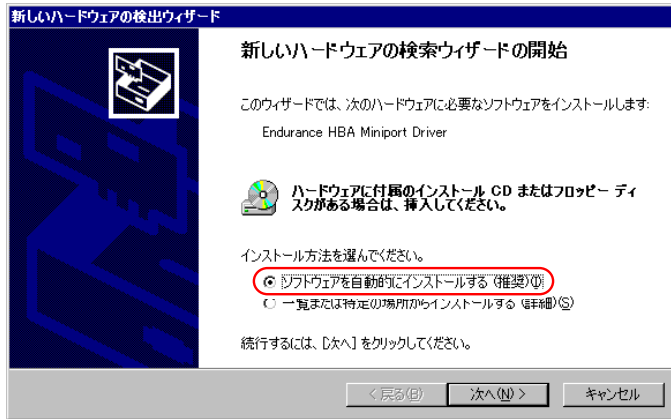 新しいハードウェアの検出ウィザード
新しいハードウェアの検索ウィザードの開始
このウィザードでは、次のハードウェアに必要なソフトウェアをインストールします:
Endurance HBA Miniport Driver
ハードウェアに付属のインストール CD またはフロッピー ディ
スクがある場合は、挿入してください。
インストール方法を選んでください。
ソフトウェアを自動的にインストールする (推奨)(I)
一覧または特定の場所からインストールする (詳細)(S)
続行するには、[次へ] をクリックしてください。
< 戻る(B) 次へ(N) > キャンセル